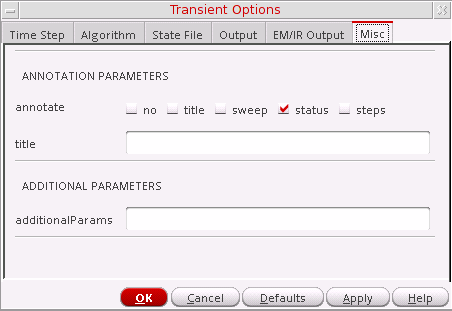 Transient Options
Time Step Algorithm State File Output EM/IR Output Misc
ANNOTATION PARAMETERS
annotate no title sweep status steps
title
ADDITIONAL PARAMETERS
additionalParams
OK Cancel Defaults Apply Help